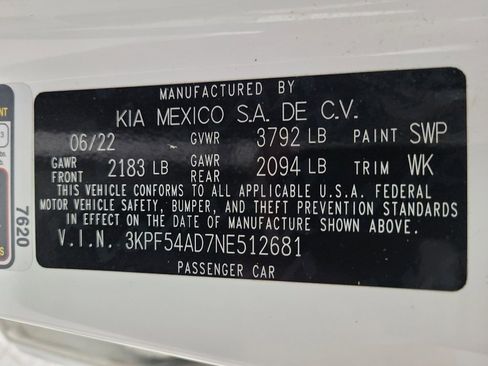 MANUFACTURED BY
KIA MEXICO S.A. DE C.V.
06/22 GVWR 3792 LB PAINT SWP
GAWR FRONT 2183 LB GAWR REAR 2094 LB TRIM WK
THIS VEHICLE CONFORMS TO ALL APPLICABLE U.S.A. FEDERAL
MOTOR VEHICLE SAFETY, BUMPER, AND THEFT PREVENTION STANDARDS
IN EFFECT ON THE DATE OF MANUFACTURE SHOWN ABOVE.
V.I.N. 3KPF54AD7NE512681
PASSENGER CAR
7620